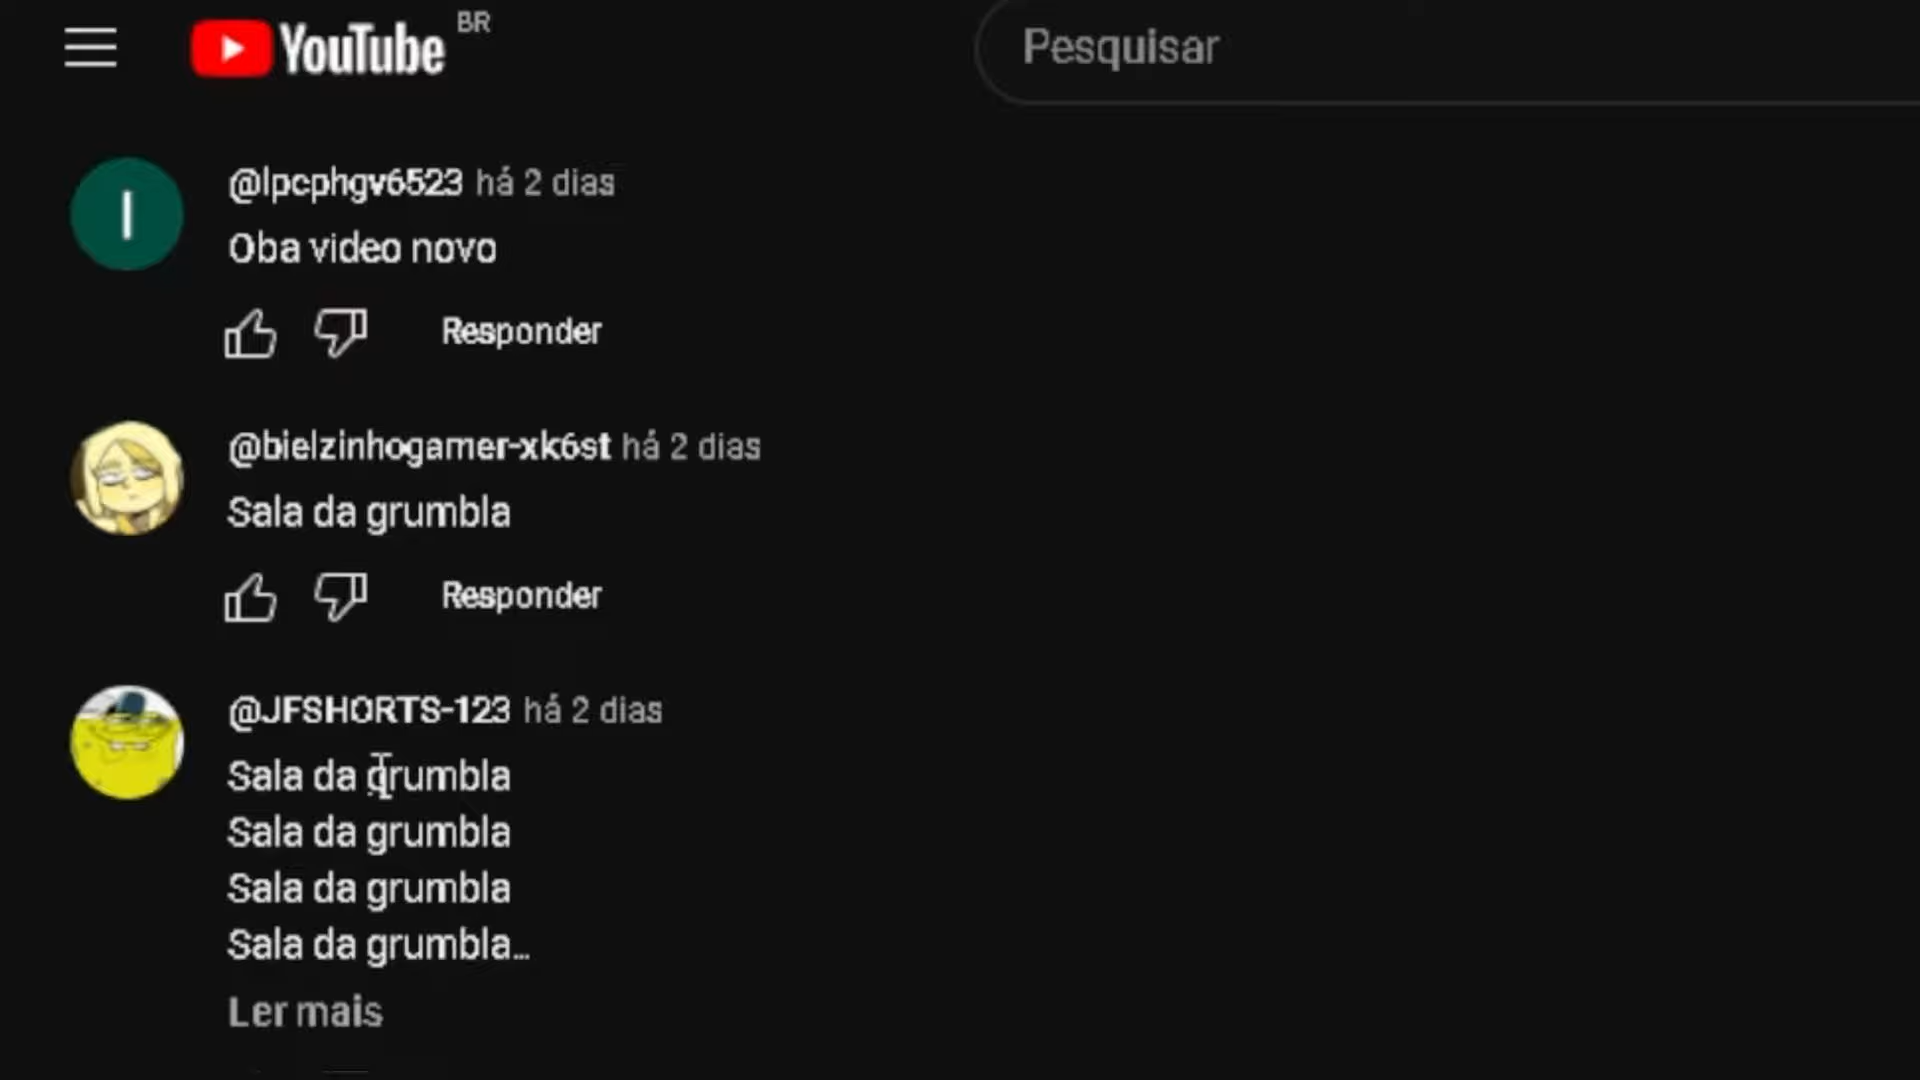 YouTube BR
Pesquisar
I
@lpcphgv6523 há 2 dias
Oba video novo
Responder
@bielzinhogamer-xk6st há 2 dias
Sala da grumbla
Responder
@JFSHORTS-123 há 2 dias
Sala da grumbla
Sala da grumbla
Sala da grumbla
Sala da grumbla...
Ler mais